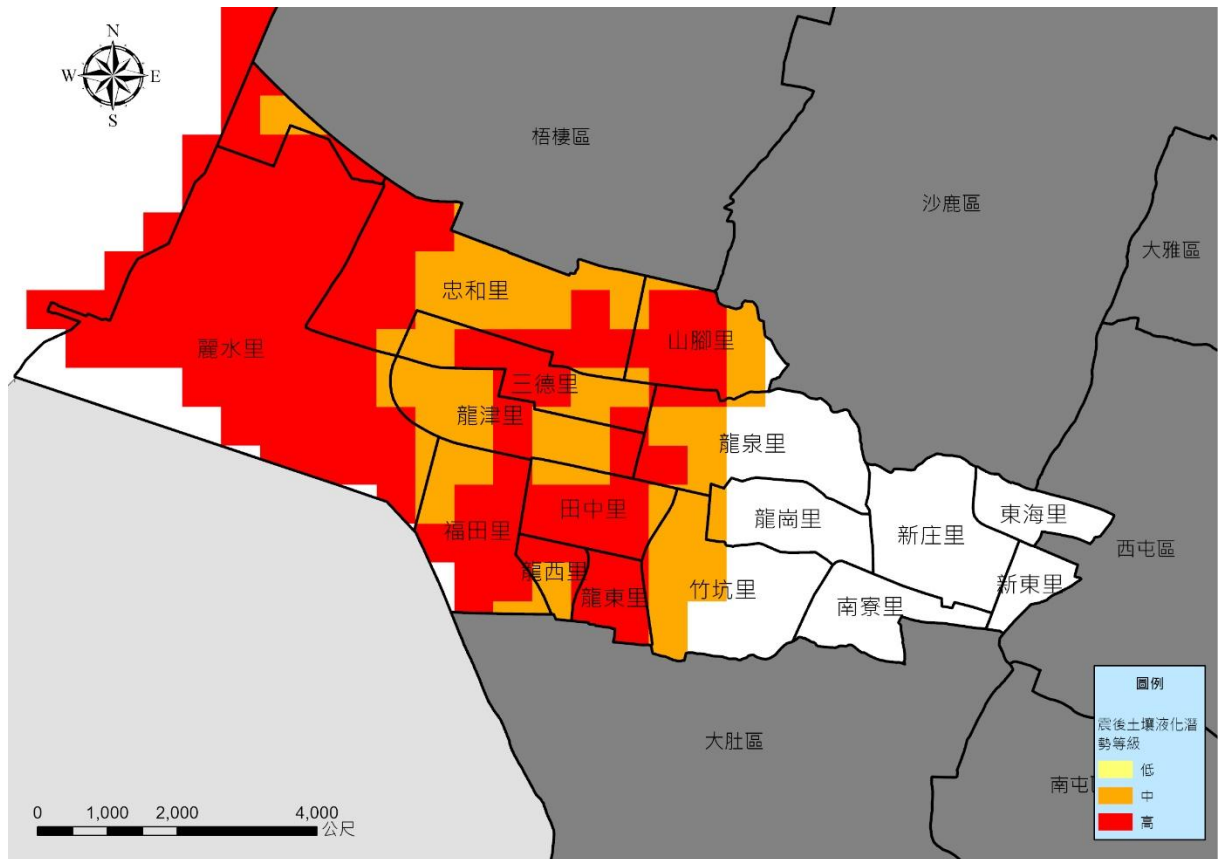 N
W E
S
梧棲區
沙鹿區
大雅區
忠和里
麗水里
山腳里
三德里
龍津里
龍泉里
田中里
龍崗里
東海里
福田里
新庄里
西屯區
龍西里
竹坑里
新東里
龍東里
南寮里
大肚區
南屯
圖例
震後土壤液化潛
勢等級
低
中
高
0 1,000 2,000 4,000
公尺